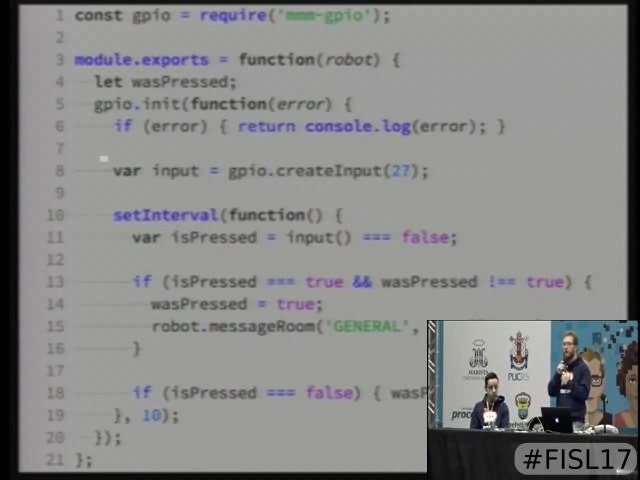 1 const gpio = require('mmm-gpio');
2
3 module.exports = function(robot) {
4 let wasPressed;
5 gpio.init(function(error) {
6 if (error) { return console.log(error); }
7
8 var input = gpio.createInput(27);
9
10 setInterval(function() {
11 var isPressed = input() === false;
12
13 if (isPressed === true && wasPressed !== true) {
14 wasPressed = true;
15 robot.messageRoom('GENERAL',
16 }
17
18 if (isPressed === false) { wasP
19 }, 10);
20 });
21 };
MARISTA
PUCRS
#FISL17